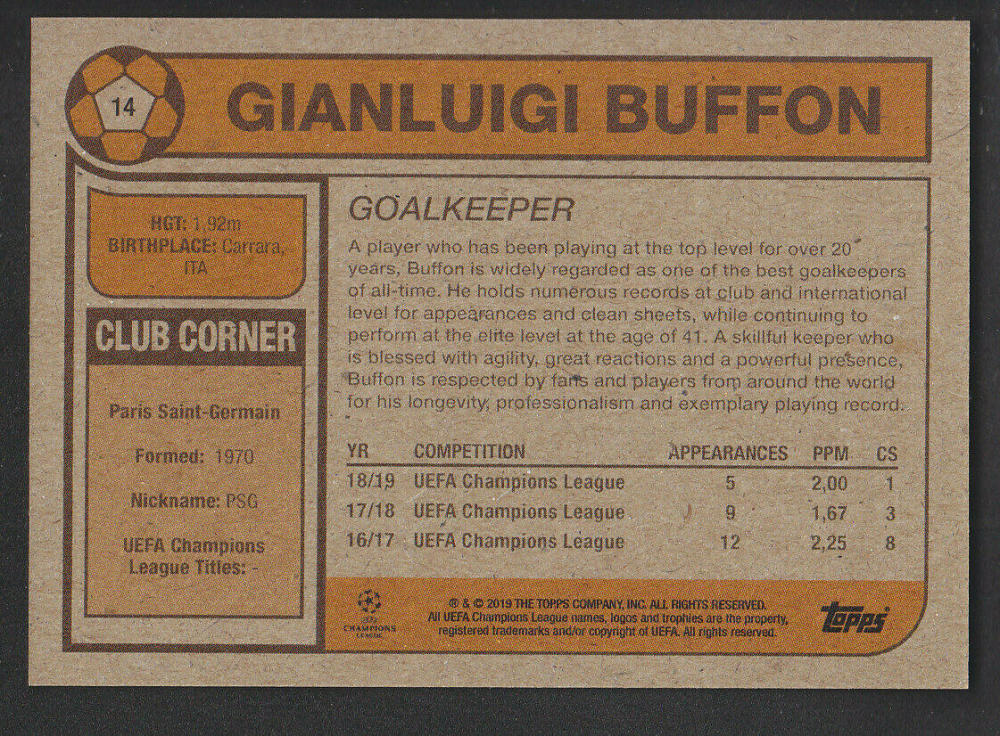 14
GIANLUIGI BUFFON
HGT: 1,92m
BIRTHPLACE: Carrara,
ITA
CLUB CORNER
Paris Saint-Germain
Formed: 1970
Nickname: PSG
UEFA Champions
League Titles: -
GOALKEEPER
A player who has been playing at the top level for over 20
years, Buffon is widely regarded as one of the best goalkeepers
of all-time. He holds numerous records at club and international
level for appearances and clean sheets, while continuing to
perform at the elite level at the age of 41. A skillful keeper who
is blessed with agility, great reactions and a powerful presence,
Buffon is respected by fans and players from around the world
for his longevity, professionalism and exemplary playing record.
YR COMPETITION APPEARANCES PPM CS
18/19 UEFA Champions League 5 2,00 1
17/18 UEFA Champions League 9 1,67 3
16/17 UEFA Champions League 12 2,25 8
UEFA
CHAMPIONS
LEAGUE
® & © 2019 THE TOPPS COMPANY, INC. ALL RIGHTS RESERVED.
All UEFA Champions League names, logos and trophies are the property,
registered trademarks and/or copyright of UEFA. All rights reserved.
topps